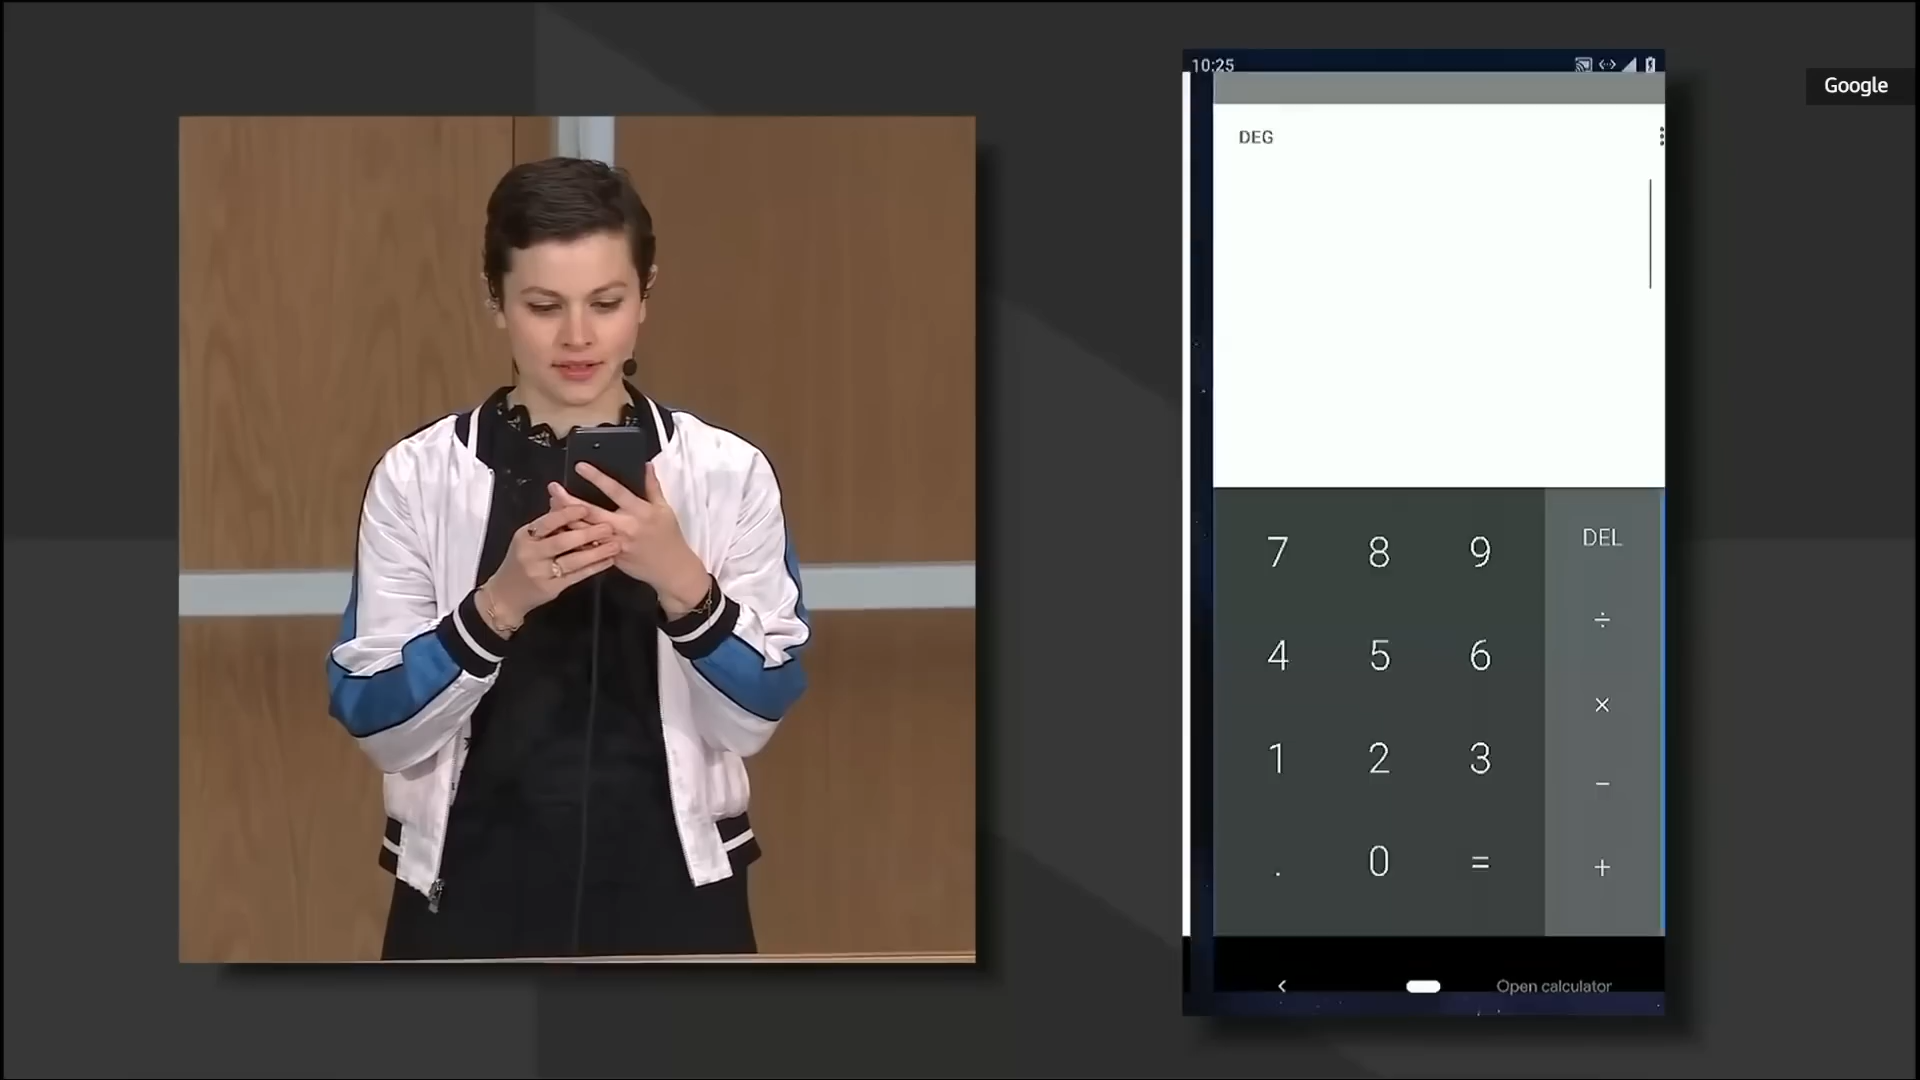 10:25
Google
DEG
7 8 9 DEL
÷
4 5 6
×
1 2 3
−
. 0 = +
Open calculator